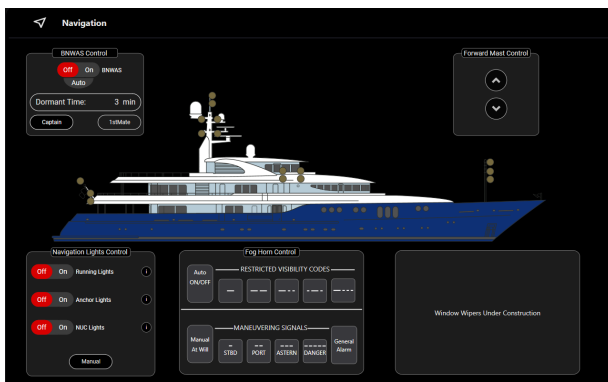 Navigation
BNWAS Control
Off On BNWAS
Auto
Dormant Time: 3 min
Captain 1stMate
Forward Mast Control
Navigation Lights Control
Off On Running Lights i
Off On Anchor Lights i
Off On NUC Lights i
Manual
Fog Horn Control
Auto
ON/OFF
RESTRICTED VISIBILITY CODES
— — — — · · — · — — · · ·
MANEUVERING SIGNALS
Manual
At Will
- STBD
-- PORT
--- ASTERN
----- DANGER
General
Alarm
Window Wipers Under Construction